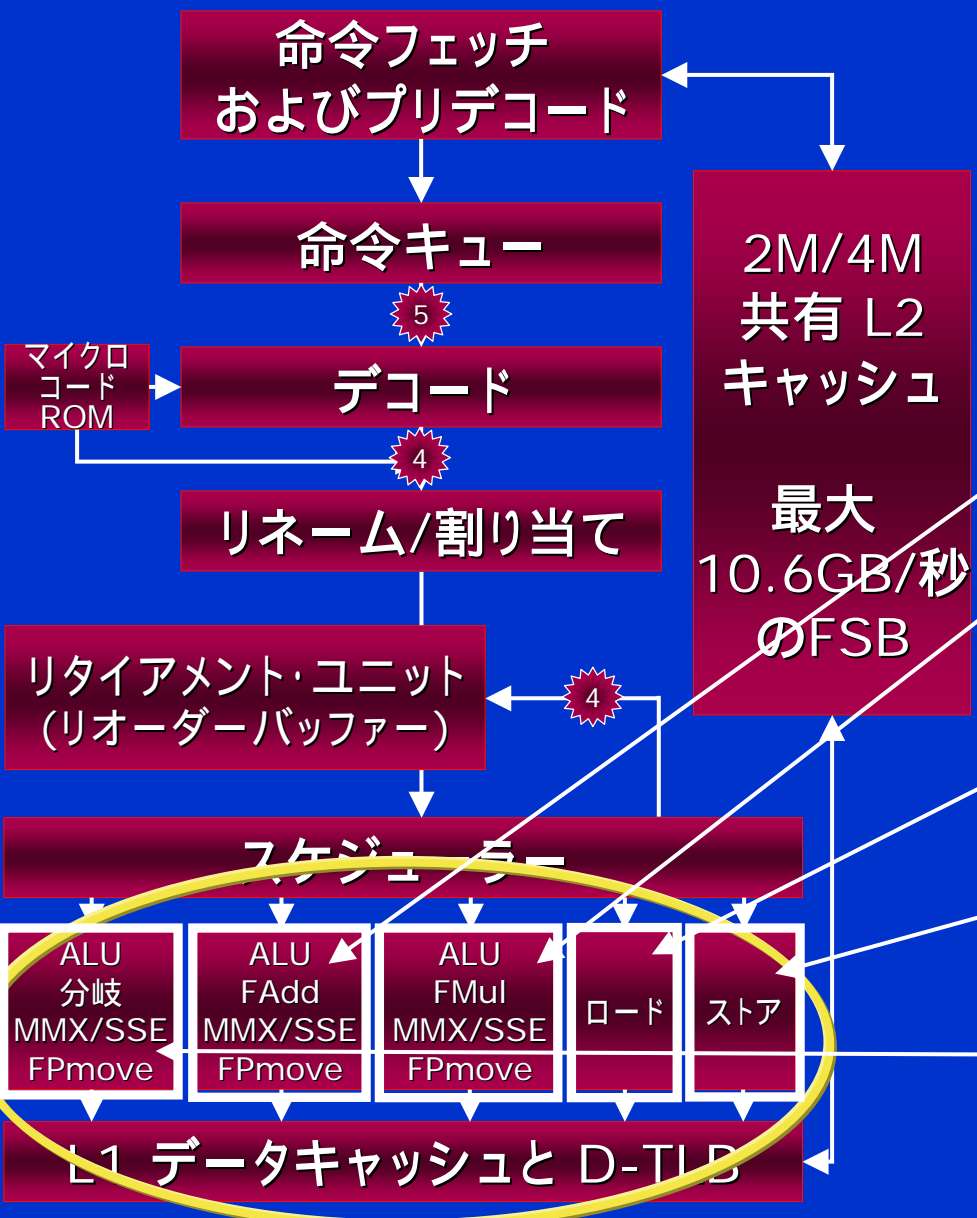 命令フェッチ
およびプリデコード
命令キュー
5
マイクロ
コード
ROM
デコード
4
リネーム/割り当て
2M/4M
共有 L2
キャッシュ
最大
10.6GB/秒
のFSB
リタイアメント・ユニット
(リオーダーバッファー)
4
スケジューラー
ALU
分岐
MMX/SSE
FPmove
ALU
FAdd
MMX/SSE
FPmove
ALU
FMul
MMX/SSE
FPmove
ロード
ストア
L1 データキャッシュと D-TLB